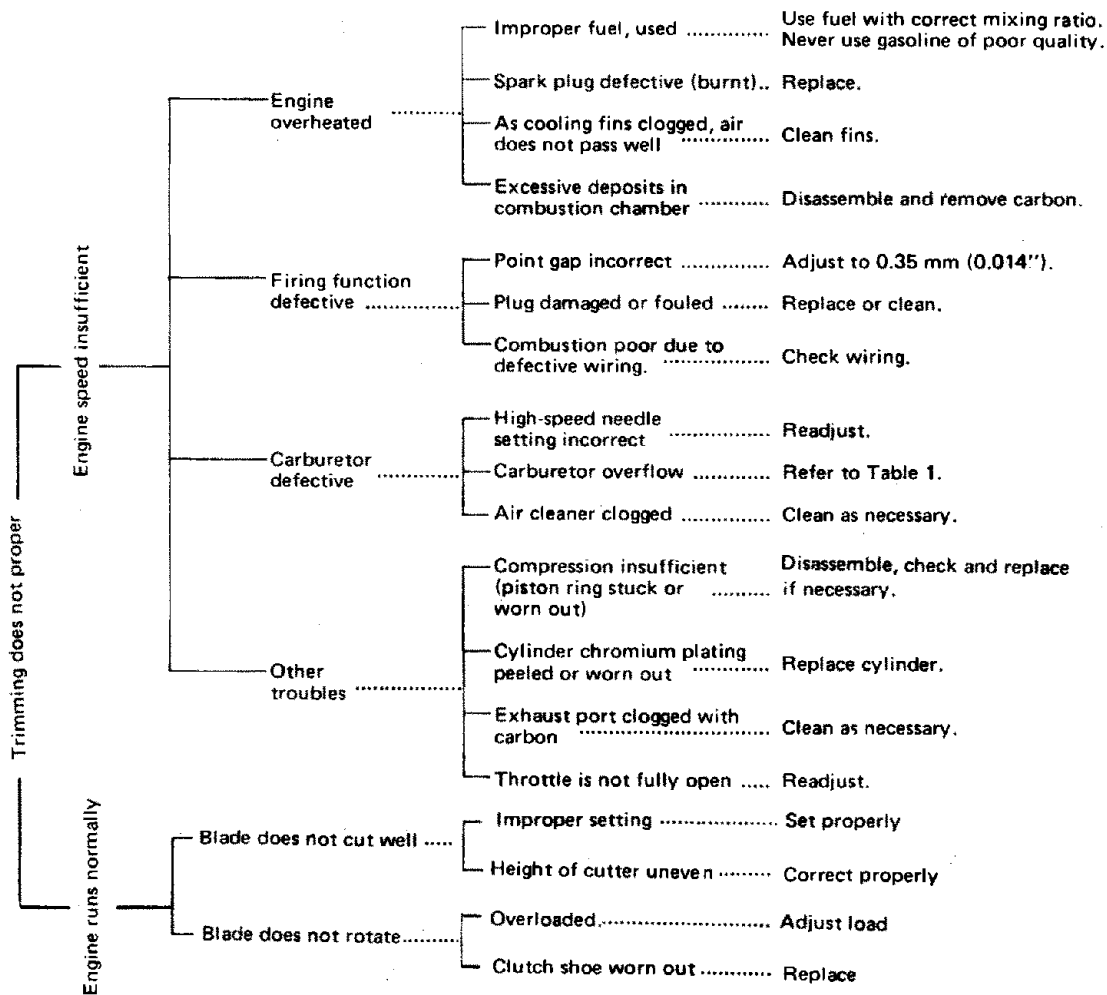 Trimming does not proper
Engine speed insufficient
Engine overheated
Improper fuel, used ............. Use fuel with correct mixing ratio. Never use gasoline of poor quality.
Spark plug defective (burnt).. Replace.
As cooling fins clogged, air does not pass well ............... Clean fins.
Excessive deposits in combustion chamber .......... Disassemble and remove carbon.
Firing function defective
Point gap incorrect ............ Adjust to 0.35 mm (0.014").
Plug damaged or fouled ....... Replace or clean.
Combustion poor due to defective wiring. ................. Check wiring.
Carburetor defective
High-speed needle setting incorrect ................ Readjust.
Carburetor overflow ............ Refer to Table 1.
Air cleaner clogged .............. Clean as necessary.
Other troubles
Compression insufficient (piston ring stuck or worn out) .......... Disassemble, check and replace if necessary.
Cylinder chromium plating peeled or worn out ............. Replace cylinder.
Exhaust port clogged with carbon ............................... Clean as necessary.
Throttle is not fully open ..... Readjust.
Engine runs normally
Blade does not cut well .....
Improper setting .................... Set properly
Height of cutter uneven ......... Correct properly
Blade does not rotate...........
Overloaded............................. Adjust load
Clutch shoe worn out ............ Replace